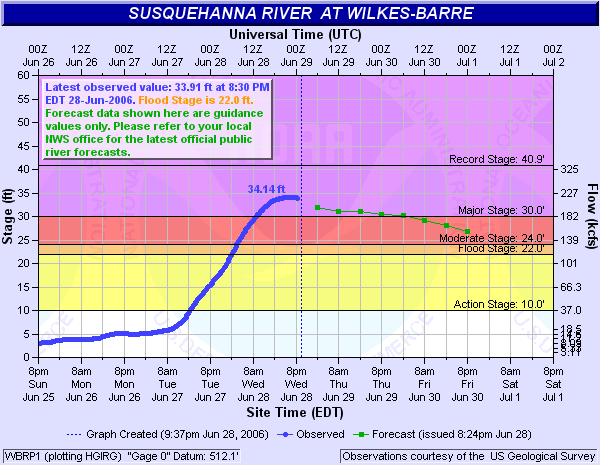 SUSQUEHANNA RIVER AT WILKES-BARRE
Universal Time (UTC)
00Z 12Z 00Z 12Z 00Z 12Z 00Z 12Z 00Z 12Z 00Z 12Z 00Z
Jun 26 Jun 26 Jun 27 Jun 27 Jun 28 Jun 28 Jun 29 Jun 29 Jun 30 Jun 30 Jul 1 Jul 1 Jul 2
Latest observed value: 33.91 ft at 8:30 PM
EDT 28-Jun-2006. Flood Stage is 22.0 ft.
Forecast data shown here are guidance
values only. Please refer to your local
NWS office for the latest official public
river forecasts.
60
55
50
45
40
35
30
25
20
15
10
5
0
Stage (ft)
34.14 ft
Record Stage: 40.9'
Major Stage: 30.0'
Moderate Stage: 24.0'
Flood Stage: 22.0'
Action Stage: 10.0'
325
227
182
139
101
66.3
37.0
18.5
3.11
Flow (kcfs)
8pm 8am 8pm 8am 8pm 8am 8pm 8am 8pm 8am 8pm 8am 8pm
Sun Mon Mon Tue Tue Wed Wed Thu Thu Fri Fri Sat Sat
Jun 25 Jun 26 Jun 26 Jun 27 Jun 27 Jun 28 Jun 28 Jun 29 Jun 29 Jun 30 Jun 30 Jul 1 Jul 1
Site Time (EDT)
Graph Created (9:37pm Jun 28, 2006) Observed Forecast (issued 8:24pm Jun 28)
WBRP1 (plotting HGIRG) "Gage 0" Datum: 512.1'
Observations courtesy of the US Geological Survey